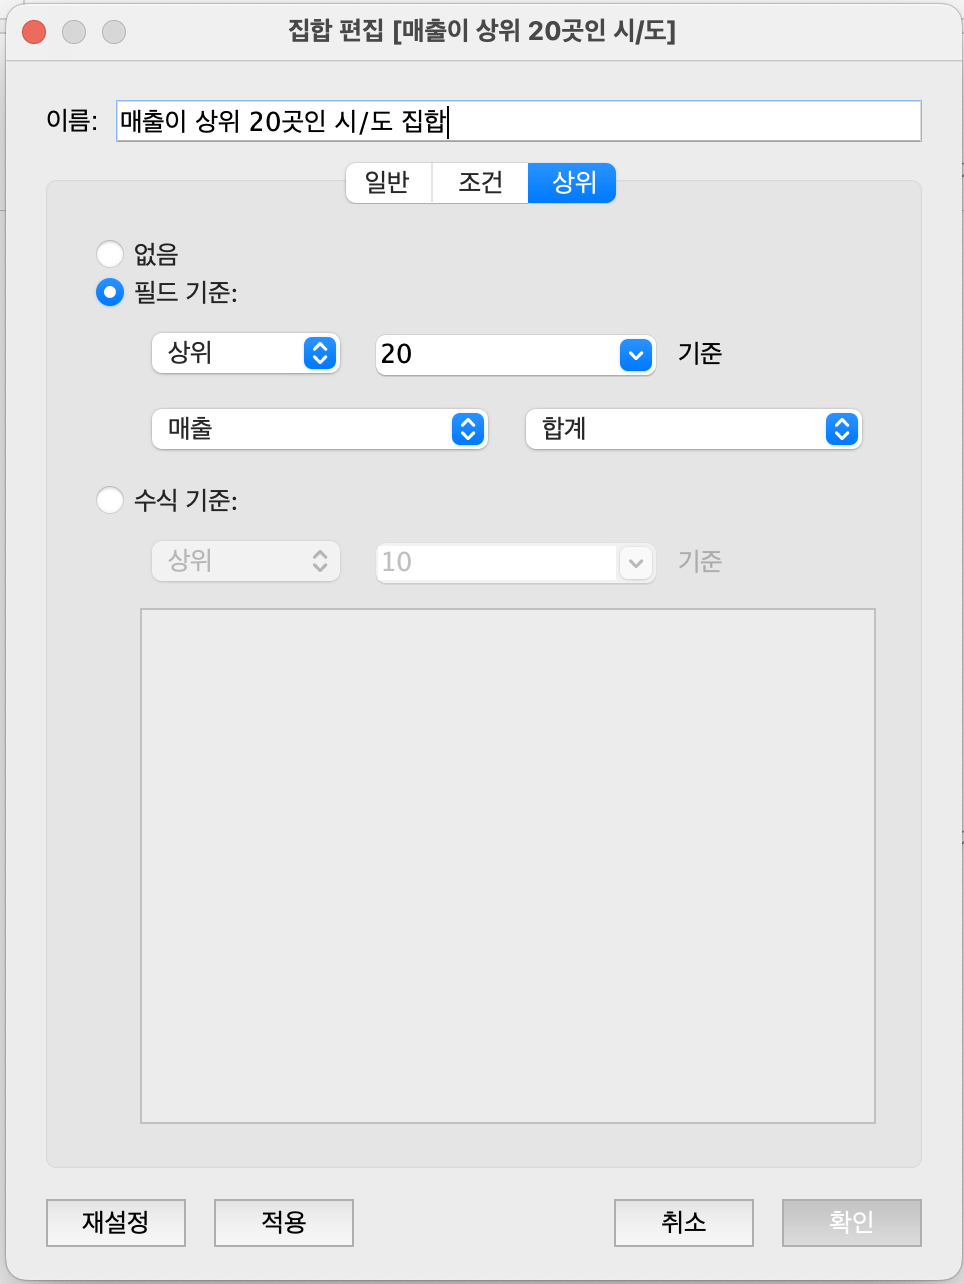 집합 편집 [매출이 상위 20곳인 시/도]
이름: 매출이 상위 20곳인 시/도 집합
일반 조건 상위
없음
필드 기준:
상위 20 기준
매출 합계
수식 기준:
상위 10 기준
재설정 적용 취소 확인